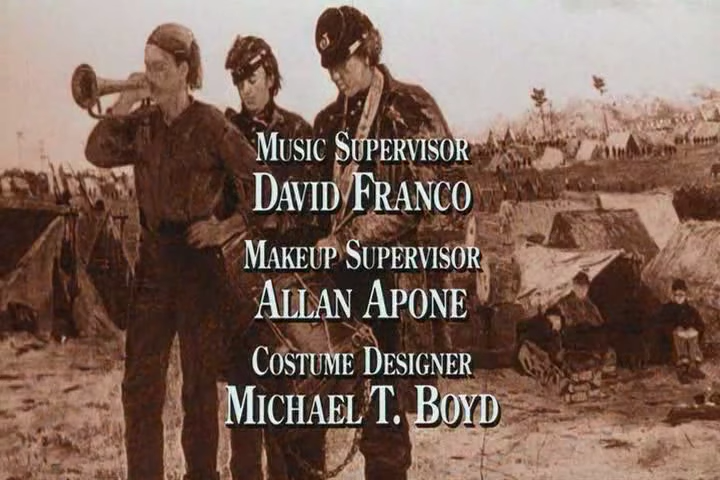 MUSIC SUPERVISOR
DAVID FRANCO
MAKEUP SUPERVISOR
ALLAN APONE
COSTUME DESIGNER
MICHAEL T. BOYD